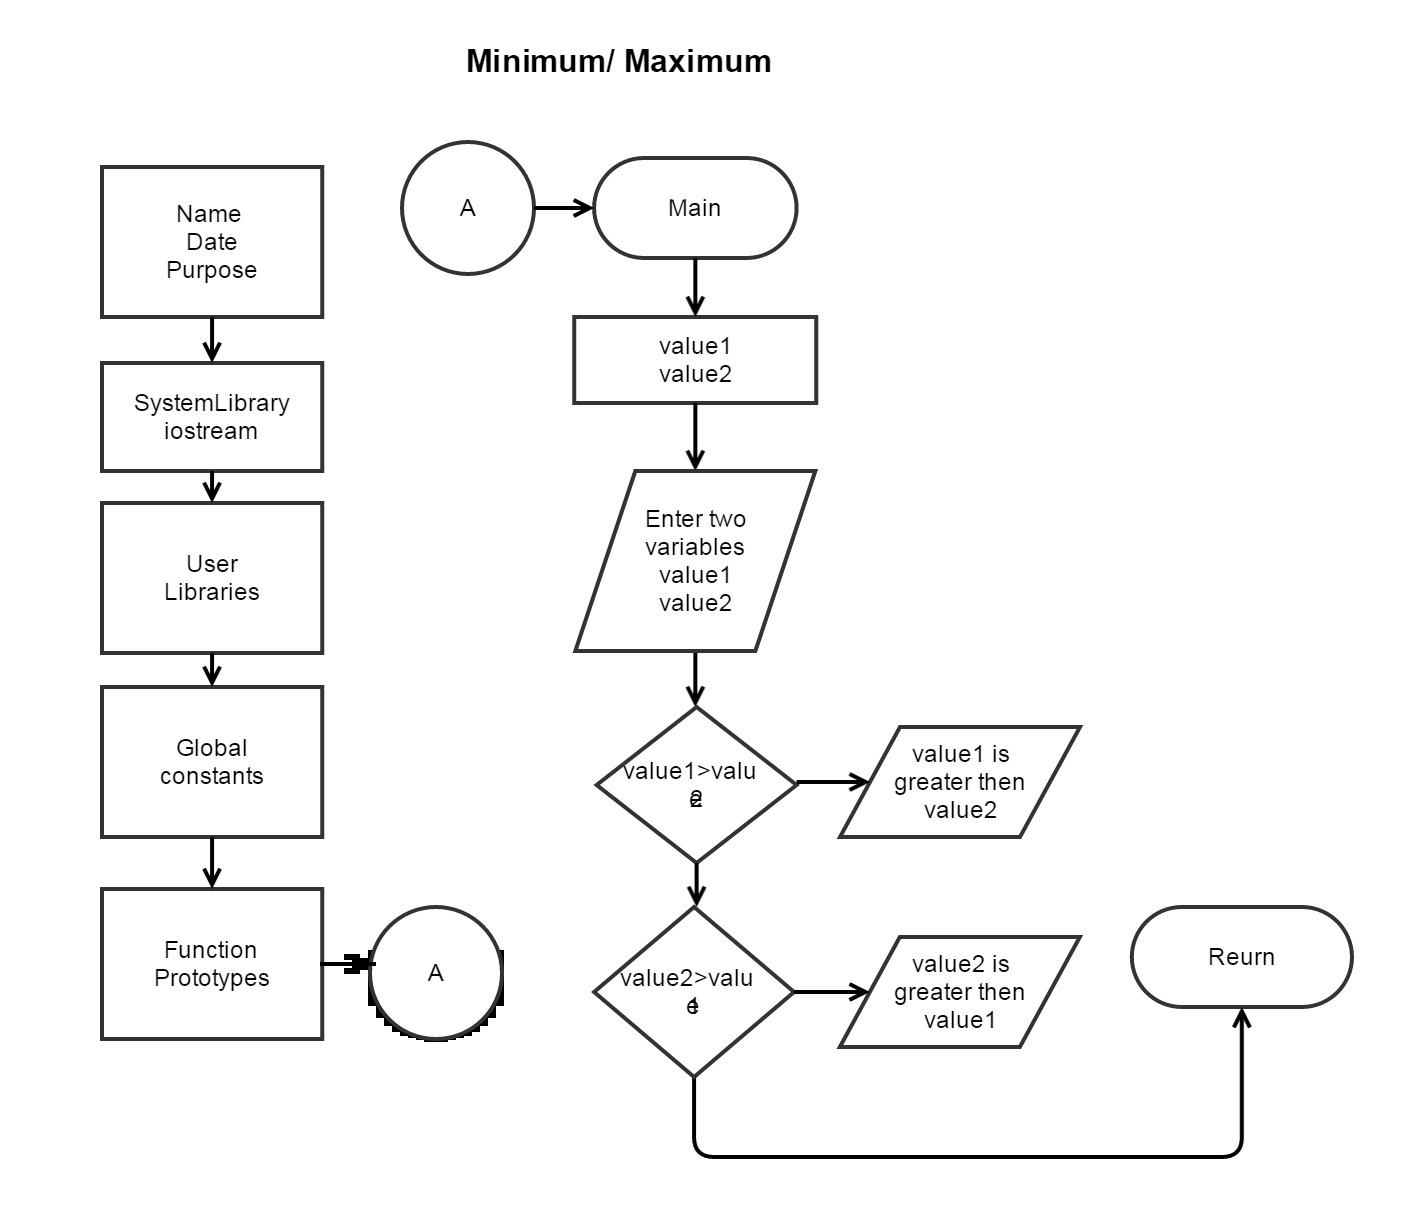 Minimum/ Maximum
Name
Date
Purpose
SystemLibrary
iostream
User
Libraries
Global
constants
Function
Prototypes
A
A
Main
value1
value2
Enter two
variables
value1
value2
value1>valu
e2
value1 is
greater then
value2
value2>valu
e1
value2 is
greater then
value1
Reurn